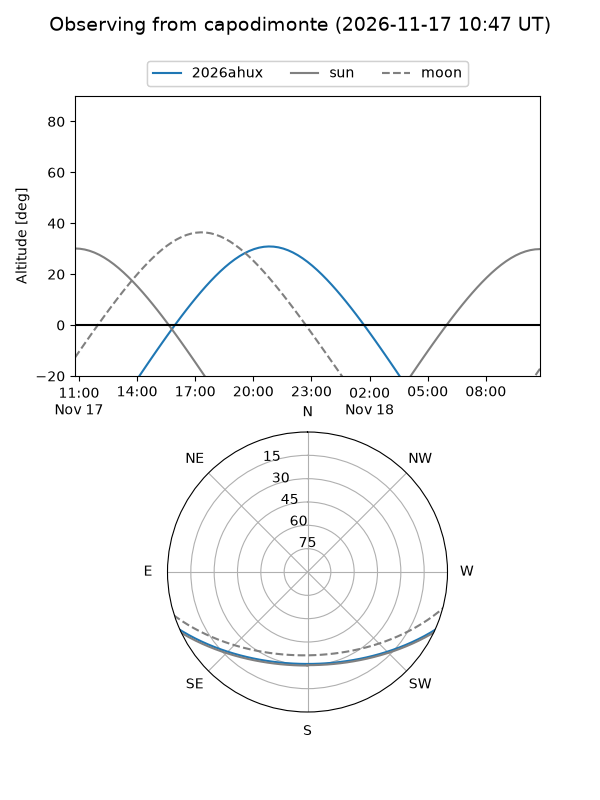 Observing from capodimonte (2026-11-17 10:47 UT)
2026ahux sun moon
80
60
40
20
0
−20
Altitude [deg]
11:00 14:00 17:00 20:00 23:00 02:00 05:00 08:00
Nov 17 Nov 18
N
NE NW
15
30
45
60
75
E W
SE SW
S